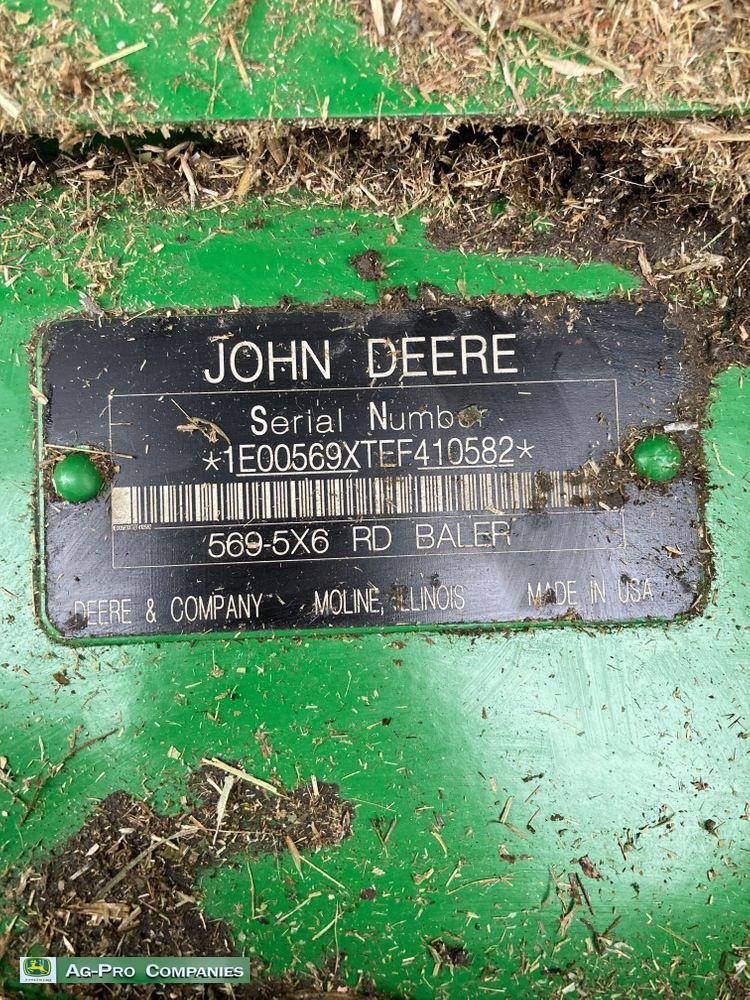 JOHN DEERE
Serial Number
*1E00569XTEF410582*
1E00569XTEF410582
569-5X6 RD BALER
DEERE & COMPANY MOLINE, ILLINOIS MADE IN USA
AG-PRO COMPANIES